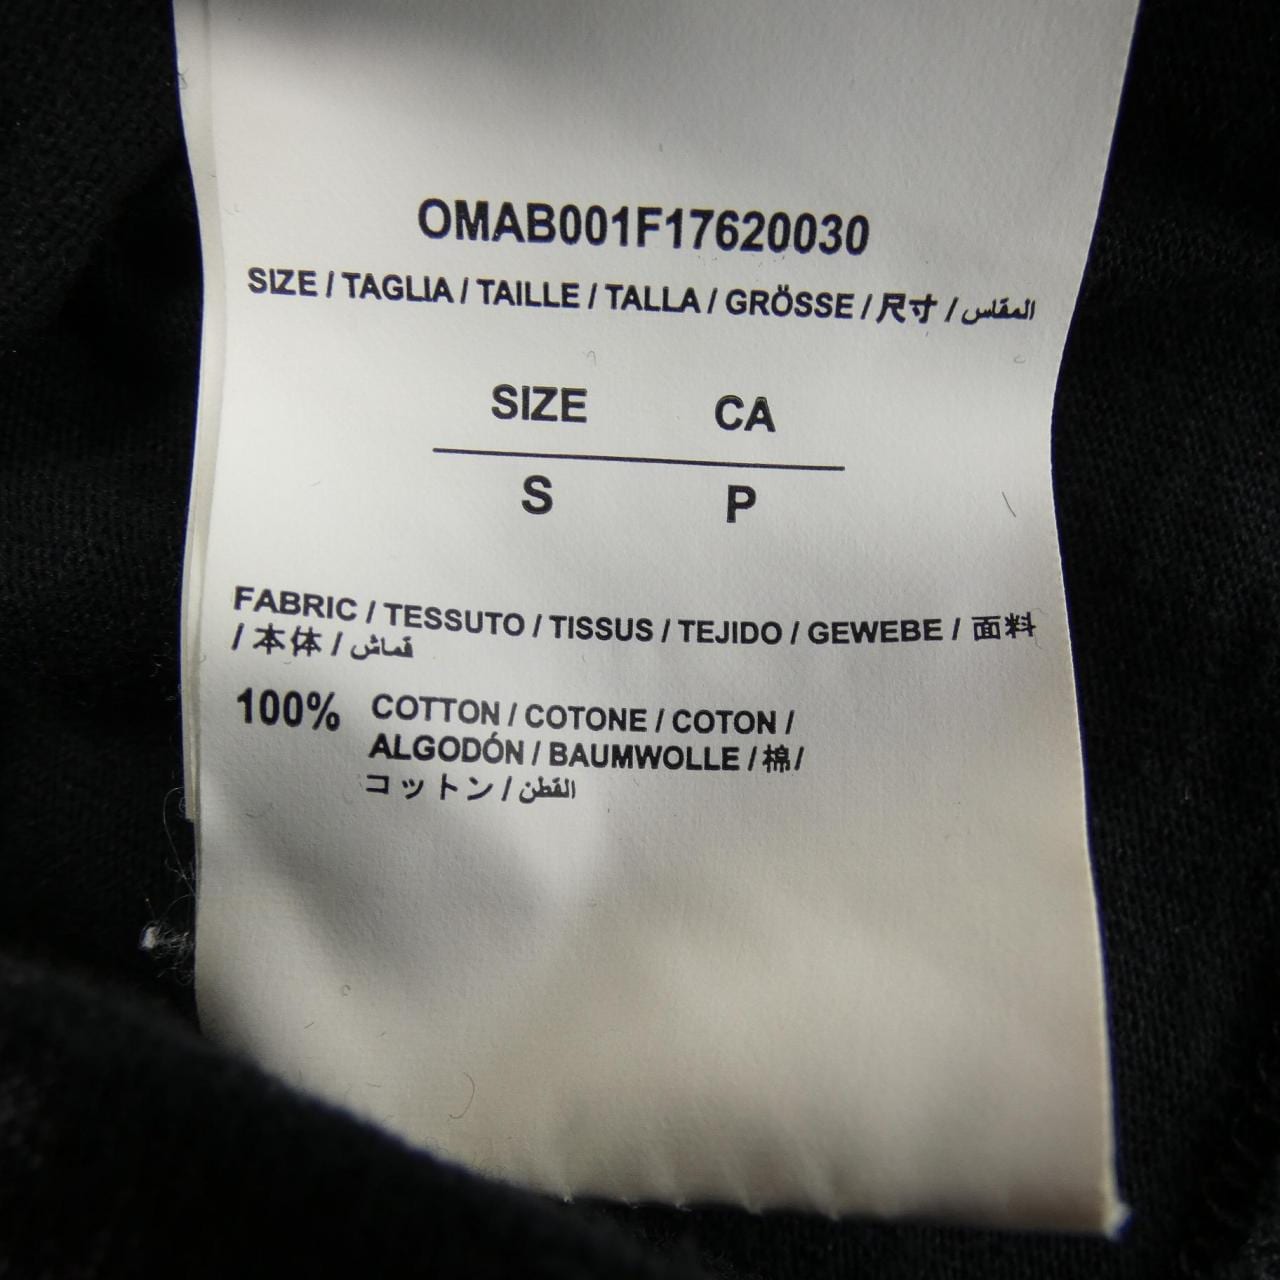 OMAB001F17620030
SIZE / TAGLIA / TAILLE / TALLA / GRÖSSE / 尺寸 / المقاس
SIZE CA
S P
FABRIC / TESSUTO / TISSUS / TEJIDO / GEWEBE / 面料
/ 本体 / قماش
100% COTTON / COTONE / COTON /
ALGODÓN / BAUMWOLLE / 棉/
コットン / القطن